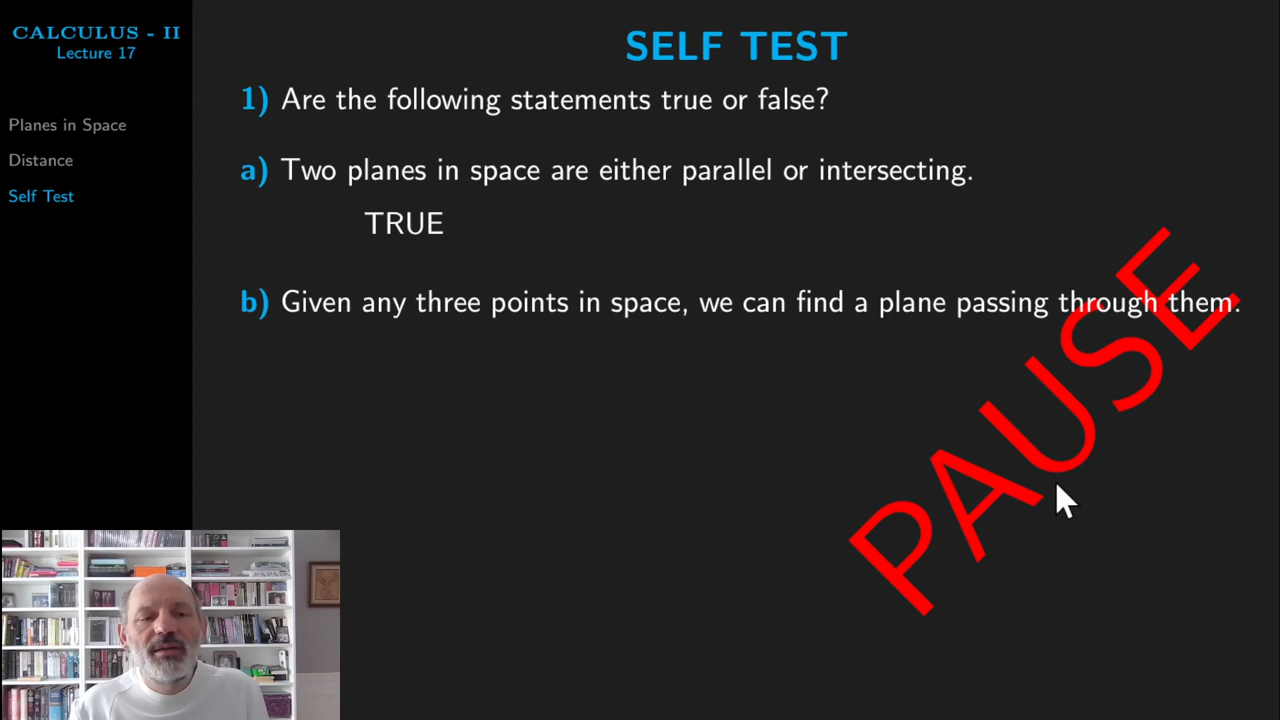 CALCULUS - II
Lecture 17
Planes in Space
Distance
Self Test
SELF TEST
1) Are the following statements true or false?
a) Two planes in space are either parallel or intersecting.
TRUE
b) Given any three points in space, we can find a plane passing through them.
PAUSE